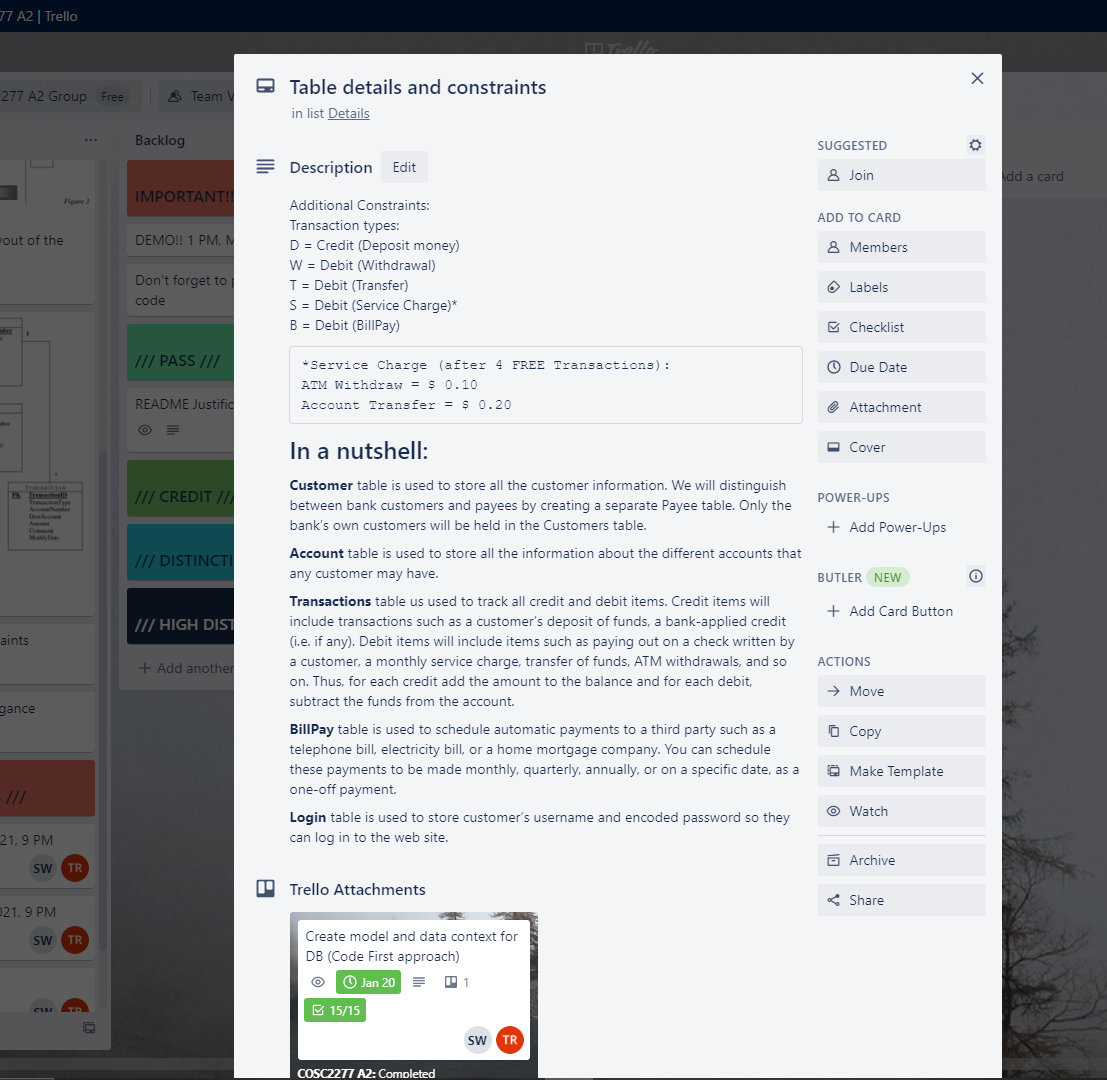 77 A2 | Trello
Trello
2277 A2 Group
Free
Team V
Table details and constraints
in list Details
Description
Edit
Additional Constraints:
Transaction types:
D = Credit (Deposit money)
W = Debit (Withdrawal)
T = Debit (Transfer)
S = Debit (Service Charge)*
B = Debit (BillPay)
*Service Charge (after 4 FREE Transactions):
ATM Withdraw = $ 0.10
Account Transfer = $ 0.20
In a nutshell:
Customer table is used to store all the customer information. We will distinguish
between bank customers and payees by creating a separate Payee table. Only the
bank's own customers will be held in the Customers table.
Account table is used to store all the information about the different accounts that
any customer may have.
Transactions table us used to track all credit and debit items. Credit items will
include transactions such as a customer's deposit of funds, a bank-applied credit
(i.e. if any). Debit items will include items such as paying out on a check written by
a customer, a monthly service charge, transfer of funds, ATM withdrawals, and so
on. Thus, for each credit add the amount to the balance and for each debit,
subtract the funds from the account.
BillPay table is used to schedule automatic payments to a third party such as a
telephone bill, electricity bill, or a home mortgage company. You can schedule
these payments to be made monthly, quarterly, annually, or on a specific date, as a
one-off payment.
Login table is used to store customer's username and encoded password so they
can log in to the web site.
Trello Attachments
Create model and data context for
DB (Code First approach)
Jan 20
1
15/15
SW
TR
COSC2277 A2: Completed
SUGGESTED
Join
ADD TO CARD
Members
Labels
Checklist
Due Date
Attachment
Cover
POWER-UPS
Add Power-Ups
BUTLER
NEW
Add Card Button
ACTIONS
Move
Copy
Make Template
Watch
Archive
Share
Add a card
Backlog
IMPORTANT!!
DEMO!! 1 PM, M
Don't forget to
code
/// PASS ///
README Justific
/// CREDIT ///
/// DISTINCTI
/// HIGH DIST
Add another
Figure 3
yout of the
Transaction
PK
TransactionID
TransactionType
AccountNumber
DestAccount
Amount
Comment
ModifyDate
aints
gance
///
21, 9 PM
SW
TR
021, 9 PM
SW
TR
SW
TR